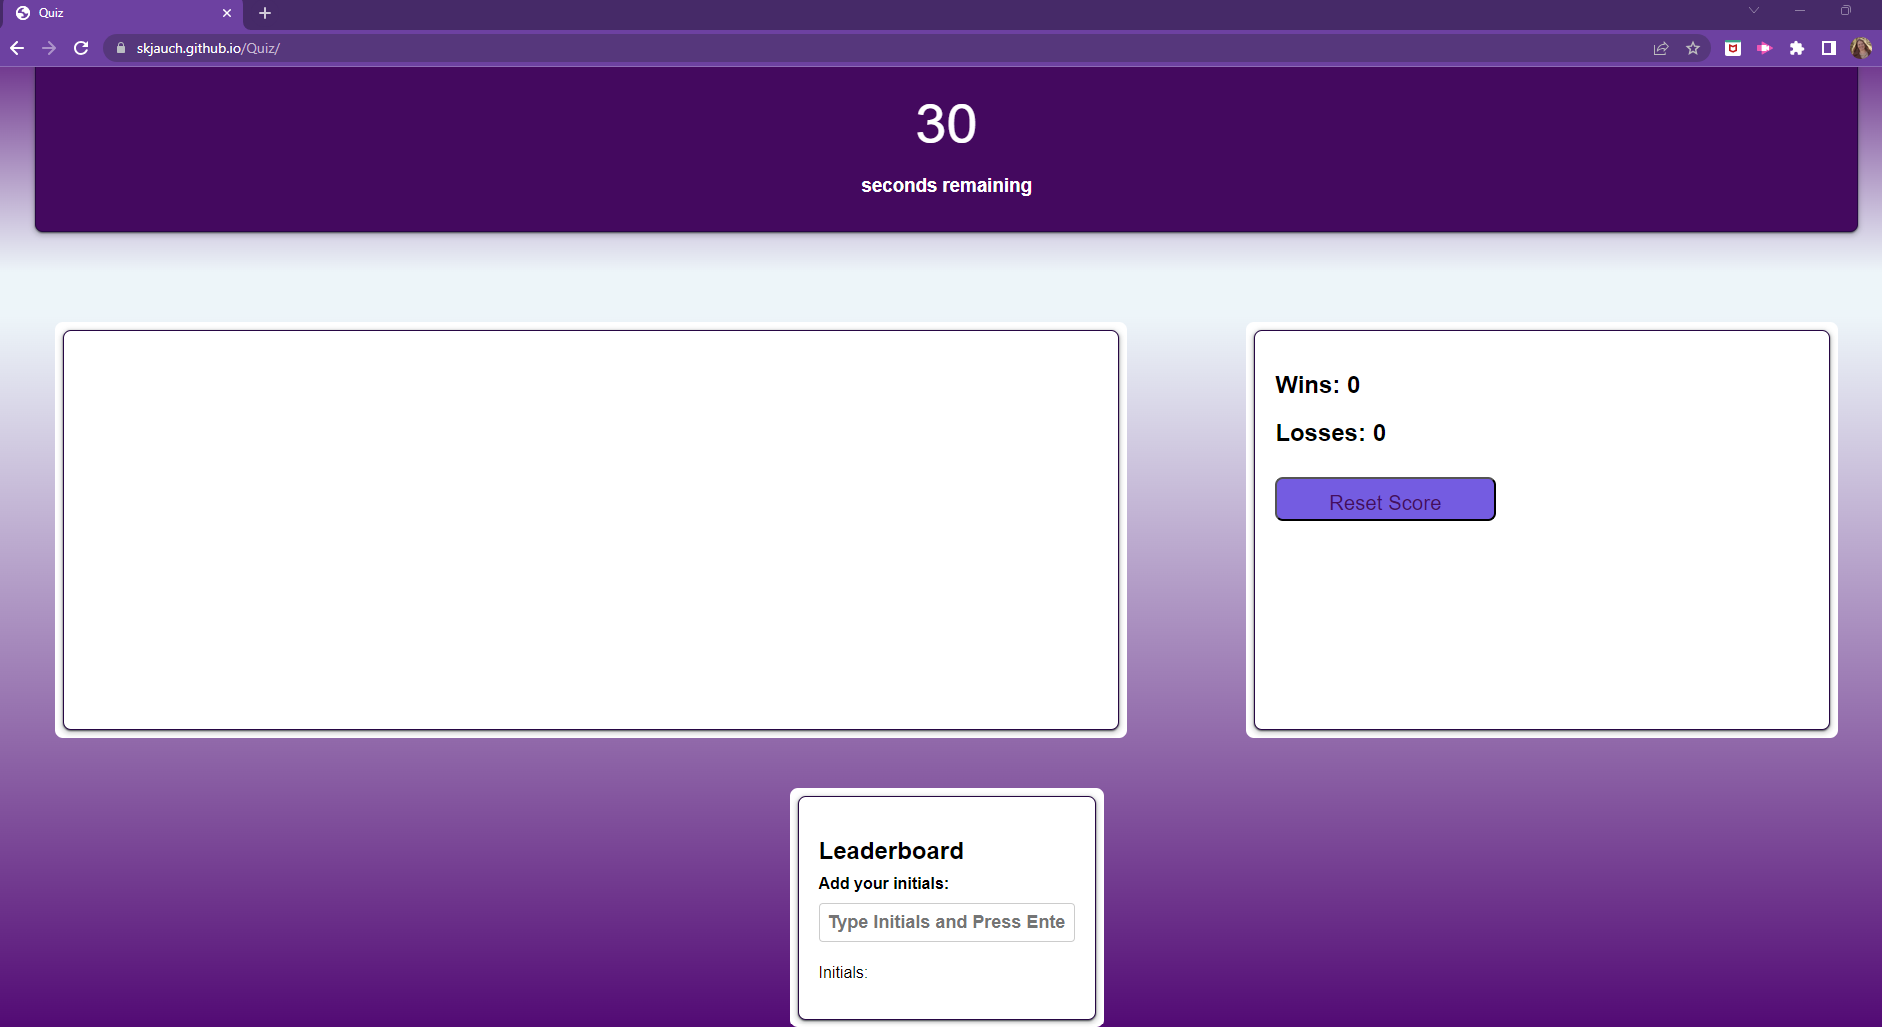 Quiz
skjauch.github.io/Quiz/
30
seconds remaining
Wins: 0
Losses: 0
Reset Score
Leaderboard
Add your initials:
Type Initials and Press Ente
Initials: